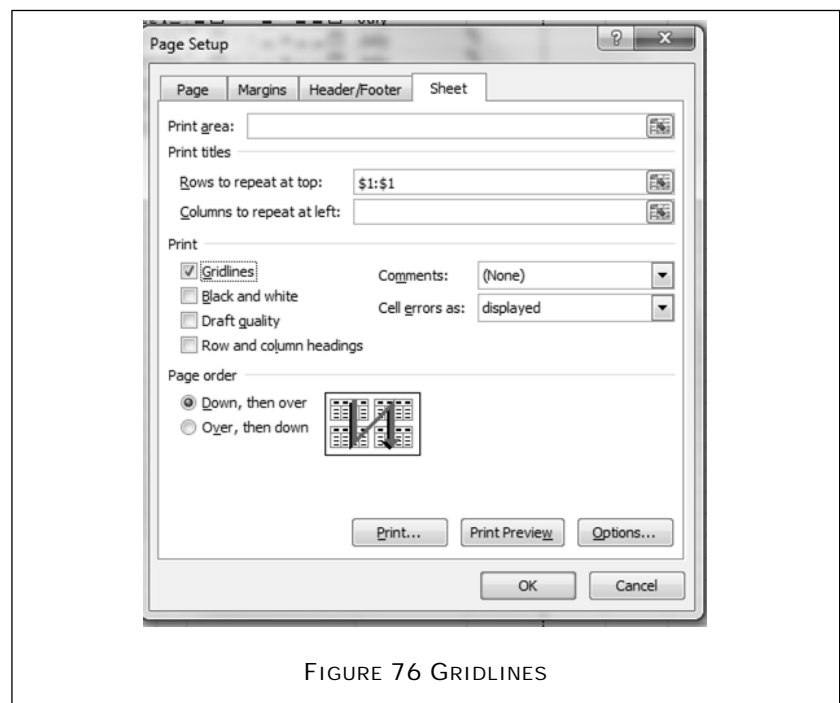 Page Setup
Page Margins Header/Footer Sheet
Print area:
Print titles
Rows to repeat at top: $1:$1
Columns to repeat at left:
Print
Gridlines
Comments: (None)
Black and white
Cell errors as: displayed
Draft quality
Row and column headings
Page order
Down, then over
Over, then down
Print... Print Preview Options...
OK Cancel
FIGURE 76 GRIDLINES